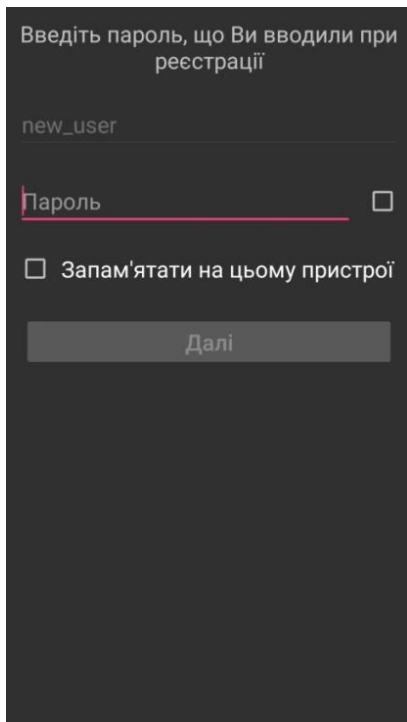 Введіть пароль, що Ви вводили при
реєстрації
new_user
Пароль
Запам'ятати на цьому пристрої
Далі